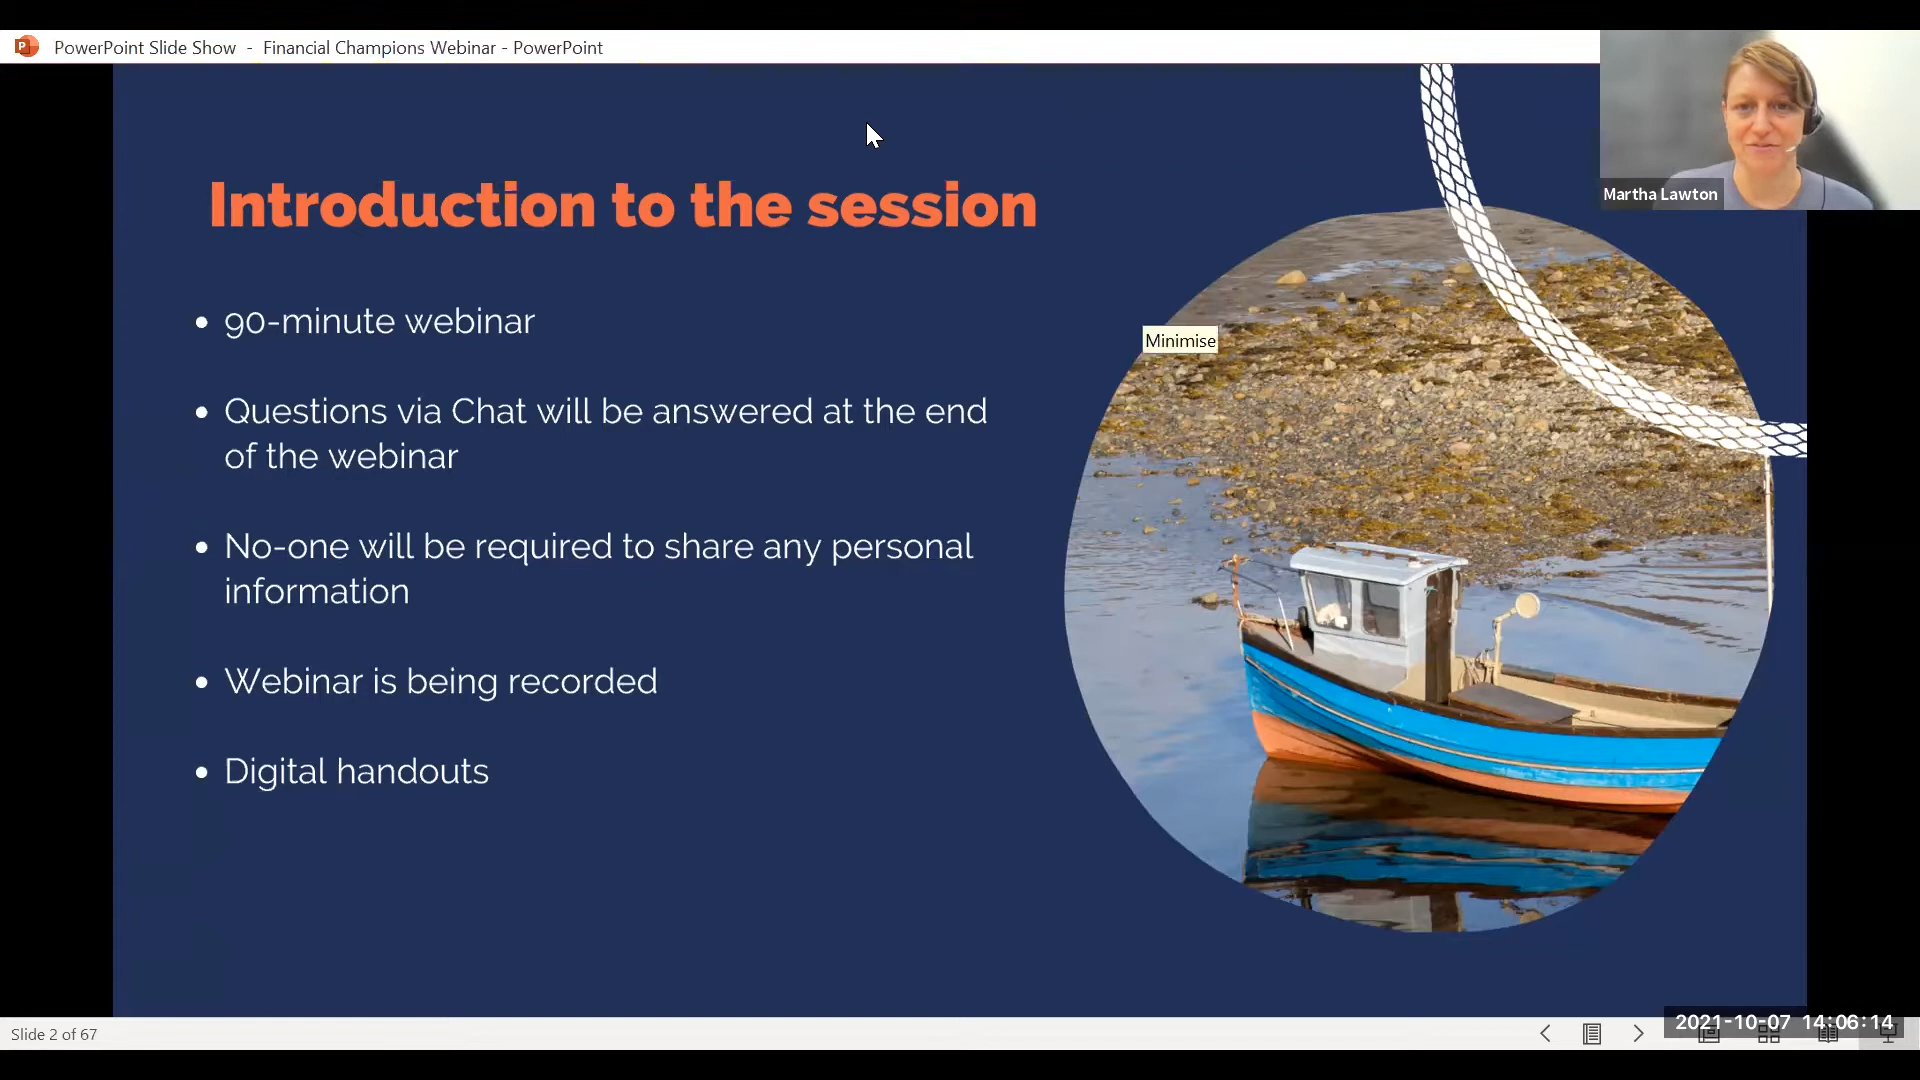 PowerPoint Slide Show - Financial Champions Webinar - PowerPoint
Martha Lawton
Introduction to the session
• 90-minute webinar
Minimise
• Questions via Chat will be answered at the end
of the webinar
• No-one will be required to share any personal
information
• Webinar is being recorded
• Digital handouts
Slide 2 of 67
2021-10-07 14:06:14